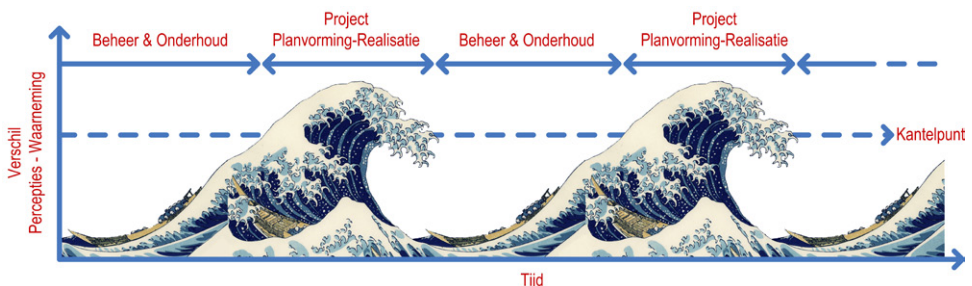 Project
Planvorming-Realisatie
Beheer & Onderhoud
Project
Planvorming-Realisatie
Beheer & Onderhoud
Verschil
Percepties - Waarneming
Kantelpunt
Tijd